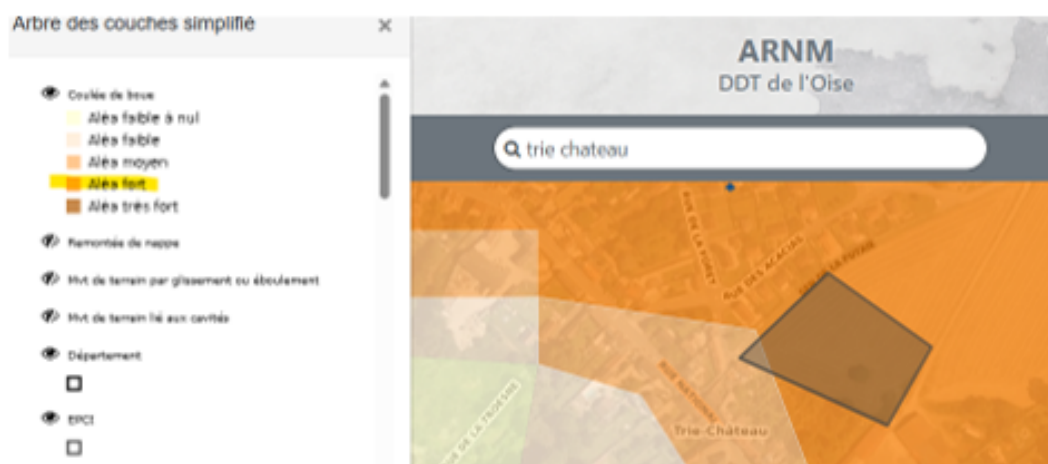 Arbre des couches simplifié
×
Coulée de boue
Aléa faible à nul
Aléa faible
Aléa moyen
Aléa fort
Aléa très fort
Remontée de nappe
Mvt de terrain par glissement ou éboulement
Mvt de terrain lié aux cavités
Département
EPCI
ARNM
DDT de l'Oise
trie chateau
RUE DE LA FORET
RUE DES ACACIAS
RUE NATIONALE
Trie-Château